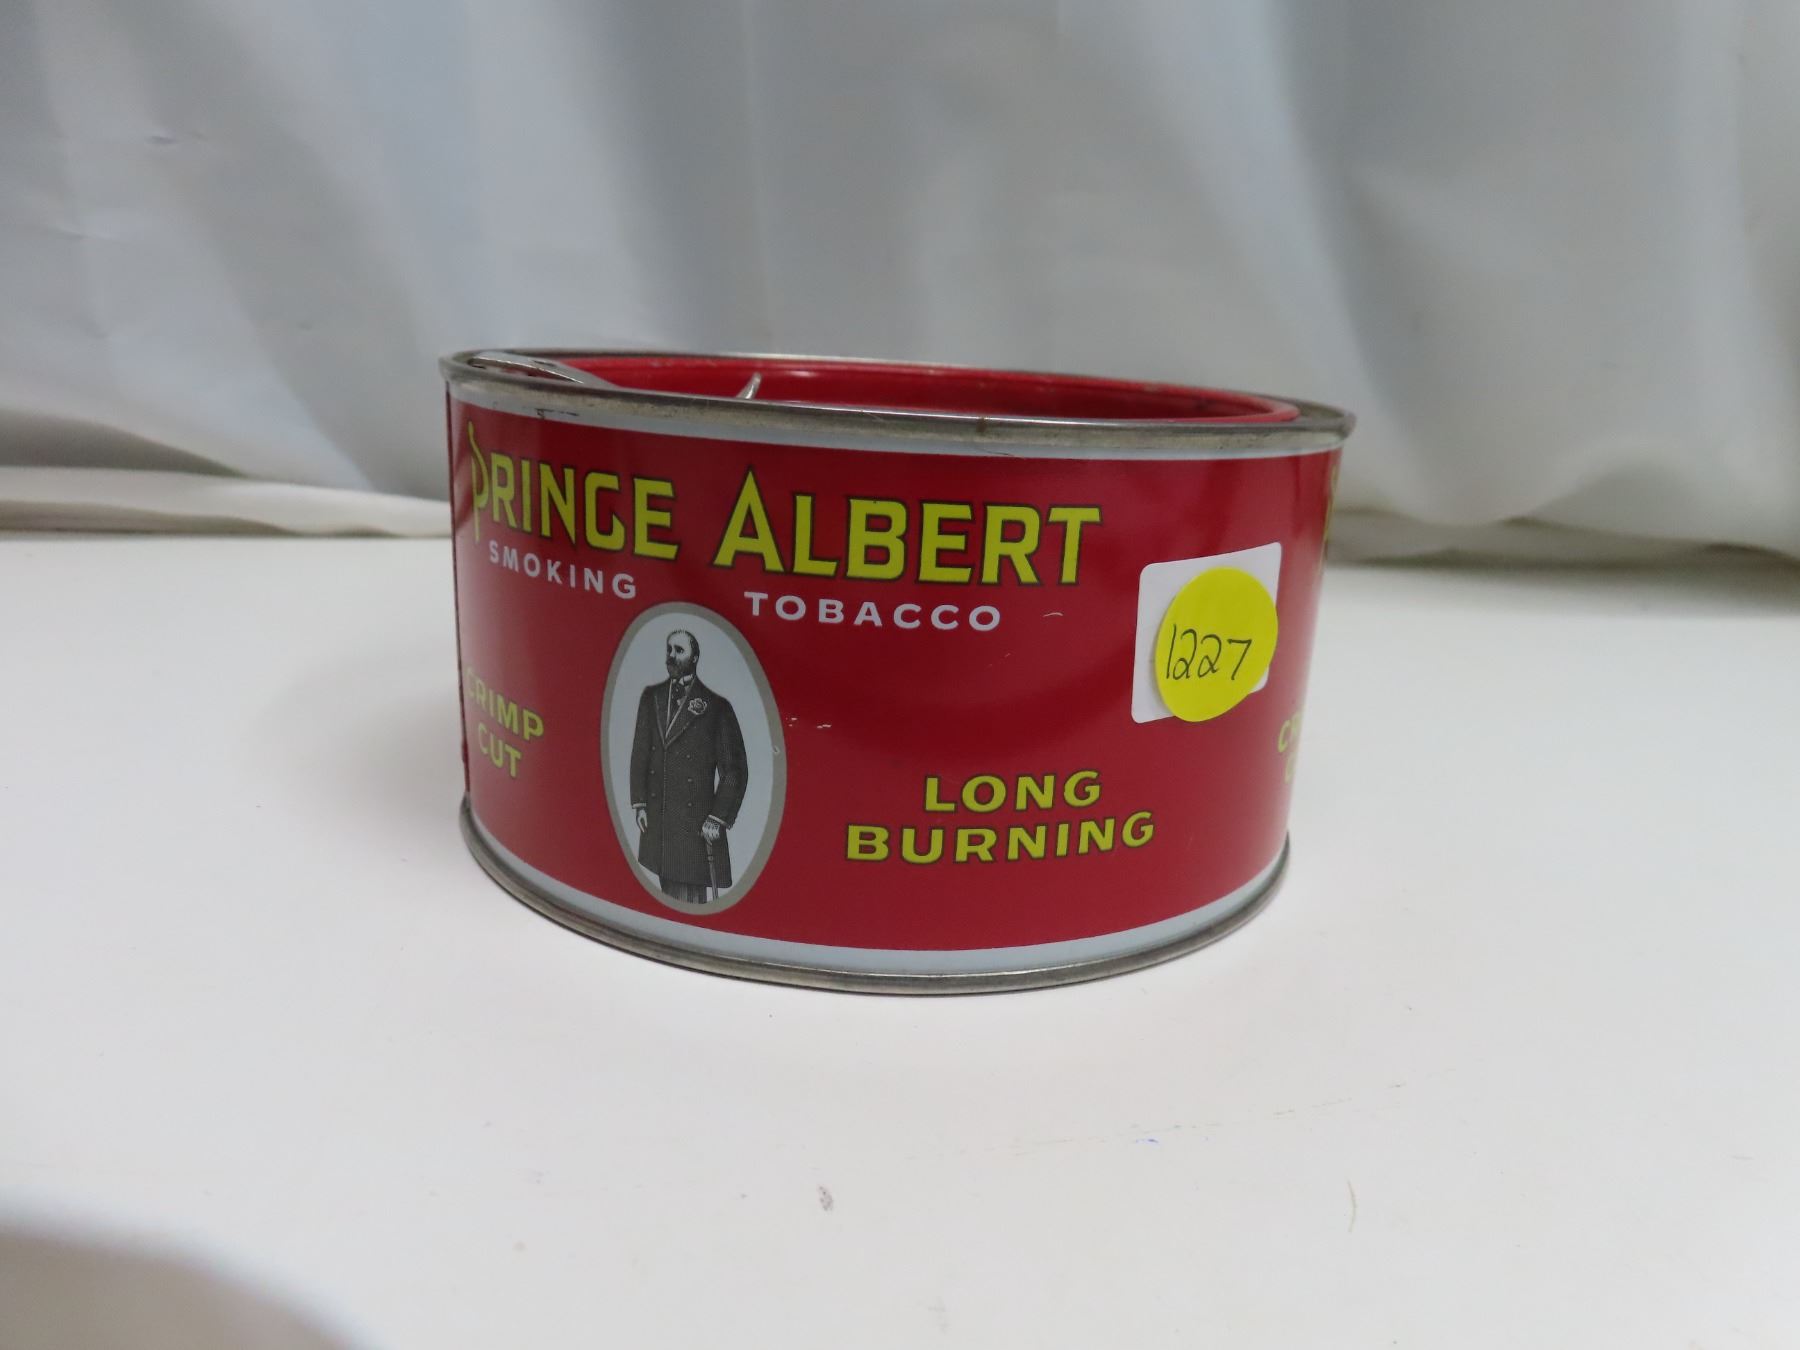 PRINCE ALBERT
SMOKING TOBACCO
CRIMP
CUT
1227
LONG
BURNING